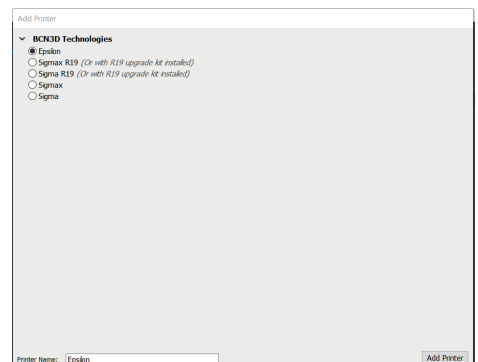 Add Printer
BCN3D Technologies
Epsilon
Sigmax R19 (Or with R19 upgrade kit installed)
Sigma R19 (Or with R19 upgrade kit installed)
Sigmax
Sigma
Printer Name: Epsilon
Add Printer